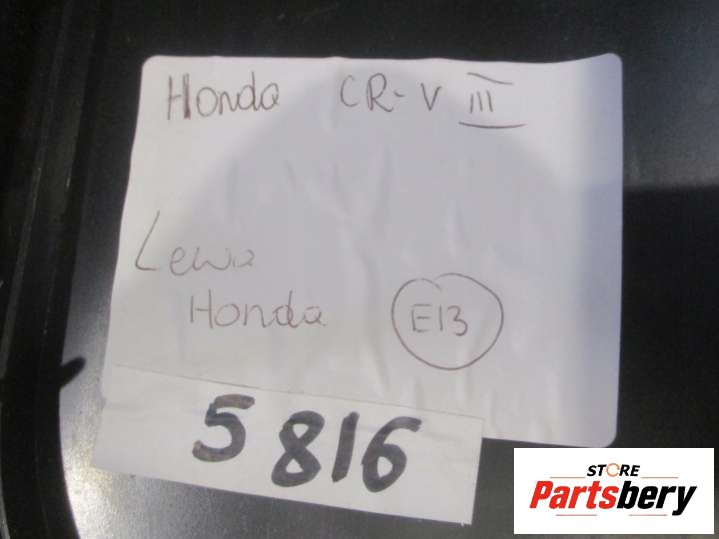 Honda CR-V III
Lewa
Honda E13
5816
STORE
Partsbery